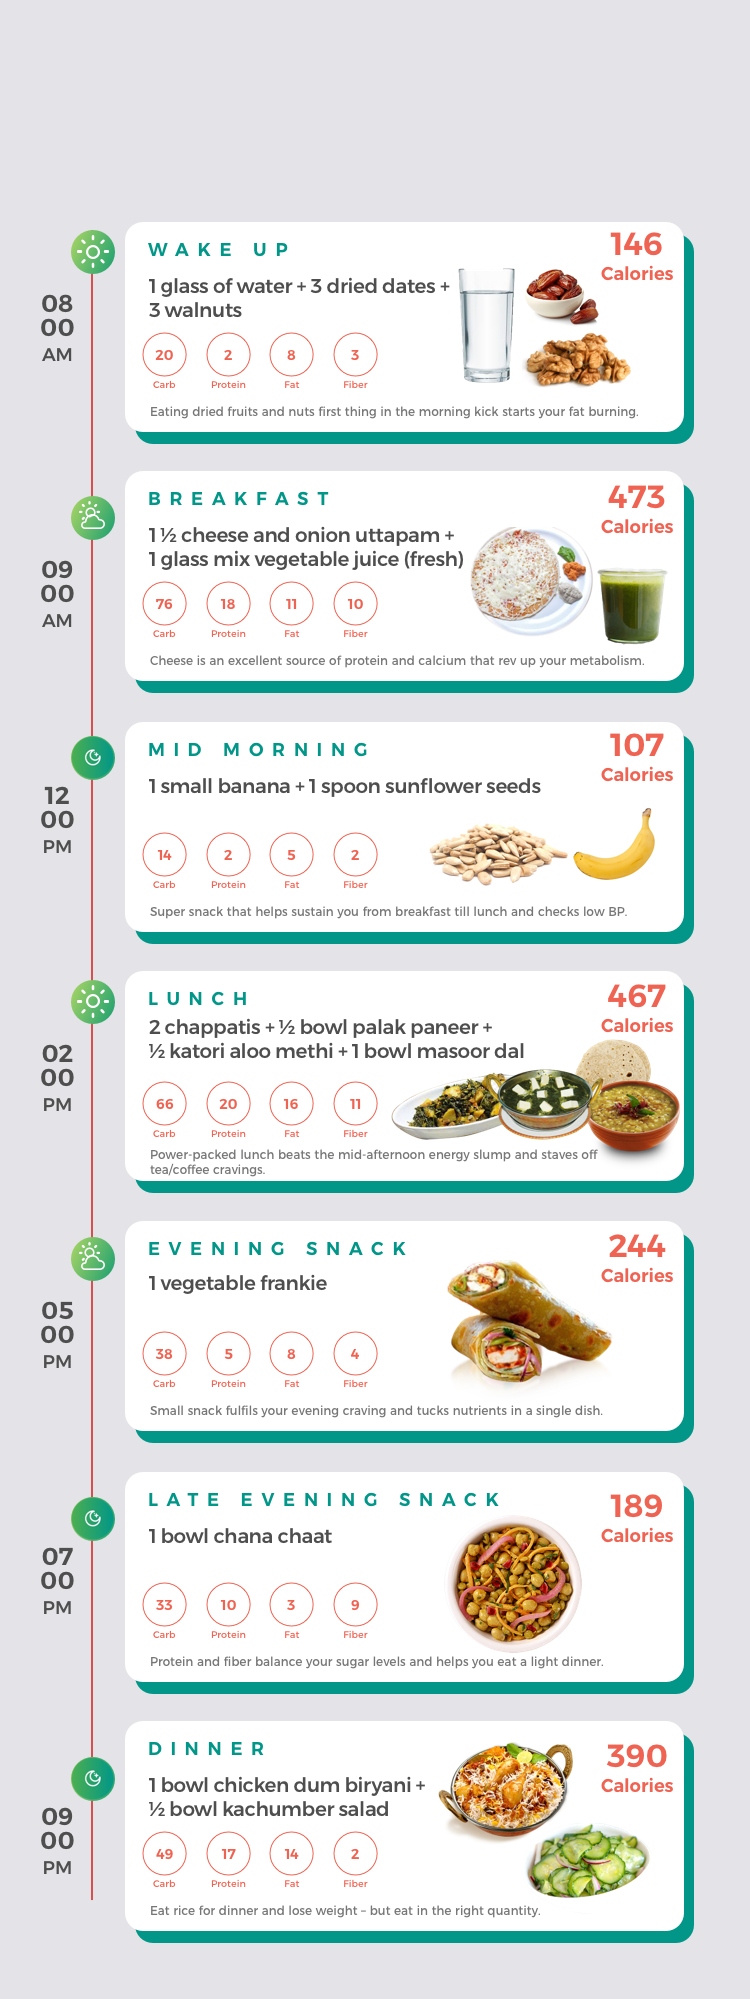 WAKE UP
146
Calories
08
00
AM
1 glass of water + 3 dried dates +
3 walnuts
20 2 8 3
Carb Protein Fat Fiber
Eating dried fruits and nuts first thing in the morning kick starts your fat burning.
BREAKFAST
473
Calories
09
00
AM
1 ½ cheese and onion uttapam +
1 glass mix vegetable juice (fresh)
76 18 11 10
Carb Protein Fat Fiber
Cheese is an excellent source of protein and calcium that rev up your metabolism.
MID MORNING
107
Calories
12
00
PM
1 small banana + 1 spoon sunflower seeds
14 2 5 2
Carb Protein Fat Fiber
Super snack that helps sustain you from breakfast till lunch and checks low BP.
LUNCH
467
Calories
02
00
PM
2 chappatis + ½ bowl palak paneer +
½ katori aloo methi + 1 bowl masoor dal
66 20 16 11
Carb Protein Fat Fiber
Power-packed lunch beats the mid-afternoon energy slump and staves off
tea/coffee cravings.
EVENING SNACK
244
Calories
05
00
PM
1 vegetable frankie
38 5 8 4
Carb Protein Fat Fiber
Small snack fulfils your evening craving and tucks nutrients in a single dish.
LATE EVENING SNACK
189
Calories
07
00
PM
1 bowl chana chaat
33 10 3 9
Carb Protein Fat Fiber
Protein and fiber balance your sugar levels and helps you eat a light dinner.
DINNER
390
Calories
09
00
PM
1 bowl chicken dum biryani +
½ bowl kachumber salad
49 17 14 2
Carb Protein Fat Fiber
Eat rice for dinner and lose weight – but eat in the right quantity.